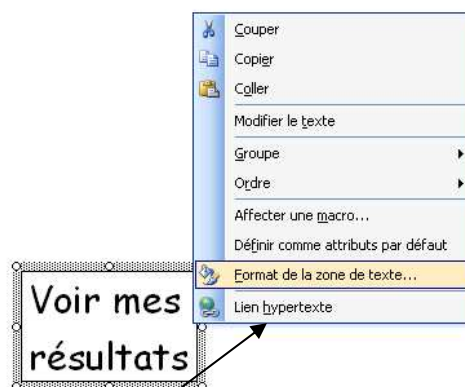 Couper
Copier
Coller
Modifier le texte
Groupe
Ordre
Affecter une macro...
Définir comme attributs par défaut
Format de la zone de texte...
Lien hypertexte
Voir mes
résultats